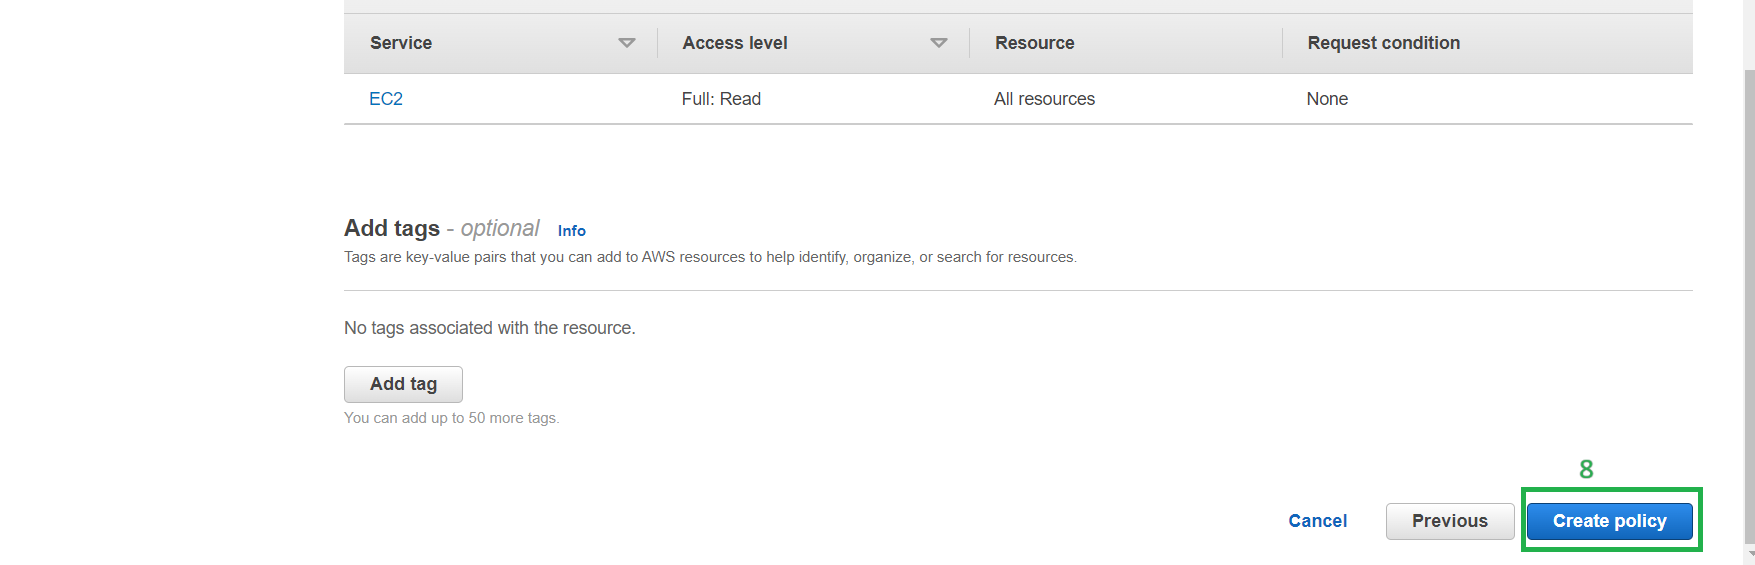 Service Access level Resource Request condition
EC2 Full: Read All resources None
Add tags - optional Info
Tags are key-value pairs that you can add to AWS resources to help identify, organize, or search for resources.
No tags associated with the resource.
Add tag
You can add up to 50 more tags.
8
Cancel Previous Create policy